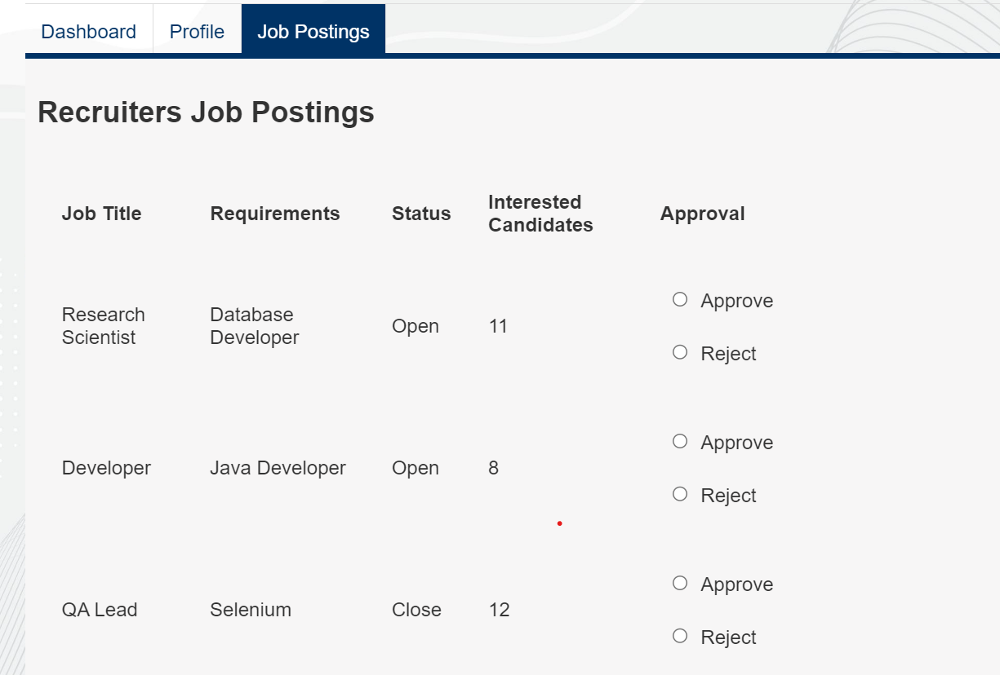 Dashboard Profile Job Postings
Recruiters Job Postings
Job Title Requirements Status Interested Candidates Approval
Research Scientist Database Developer Open 11
Approve
Reject
Developer Java Developer Open 8
Approve
Reject
QA Lead Selenium Close 12
Approve
Reject